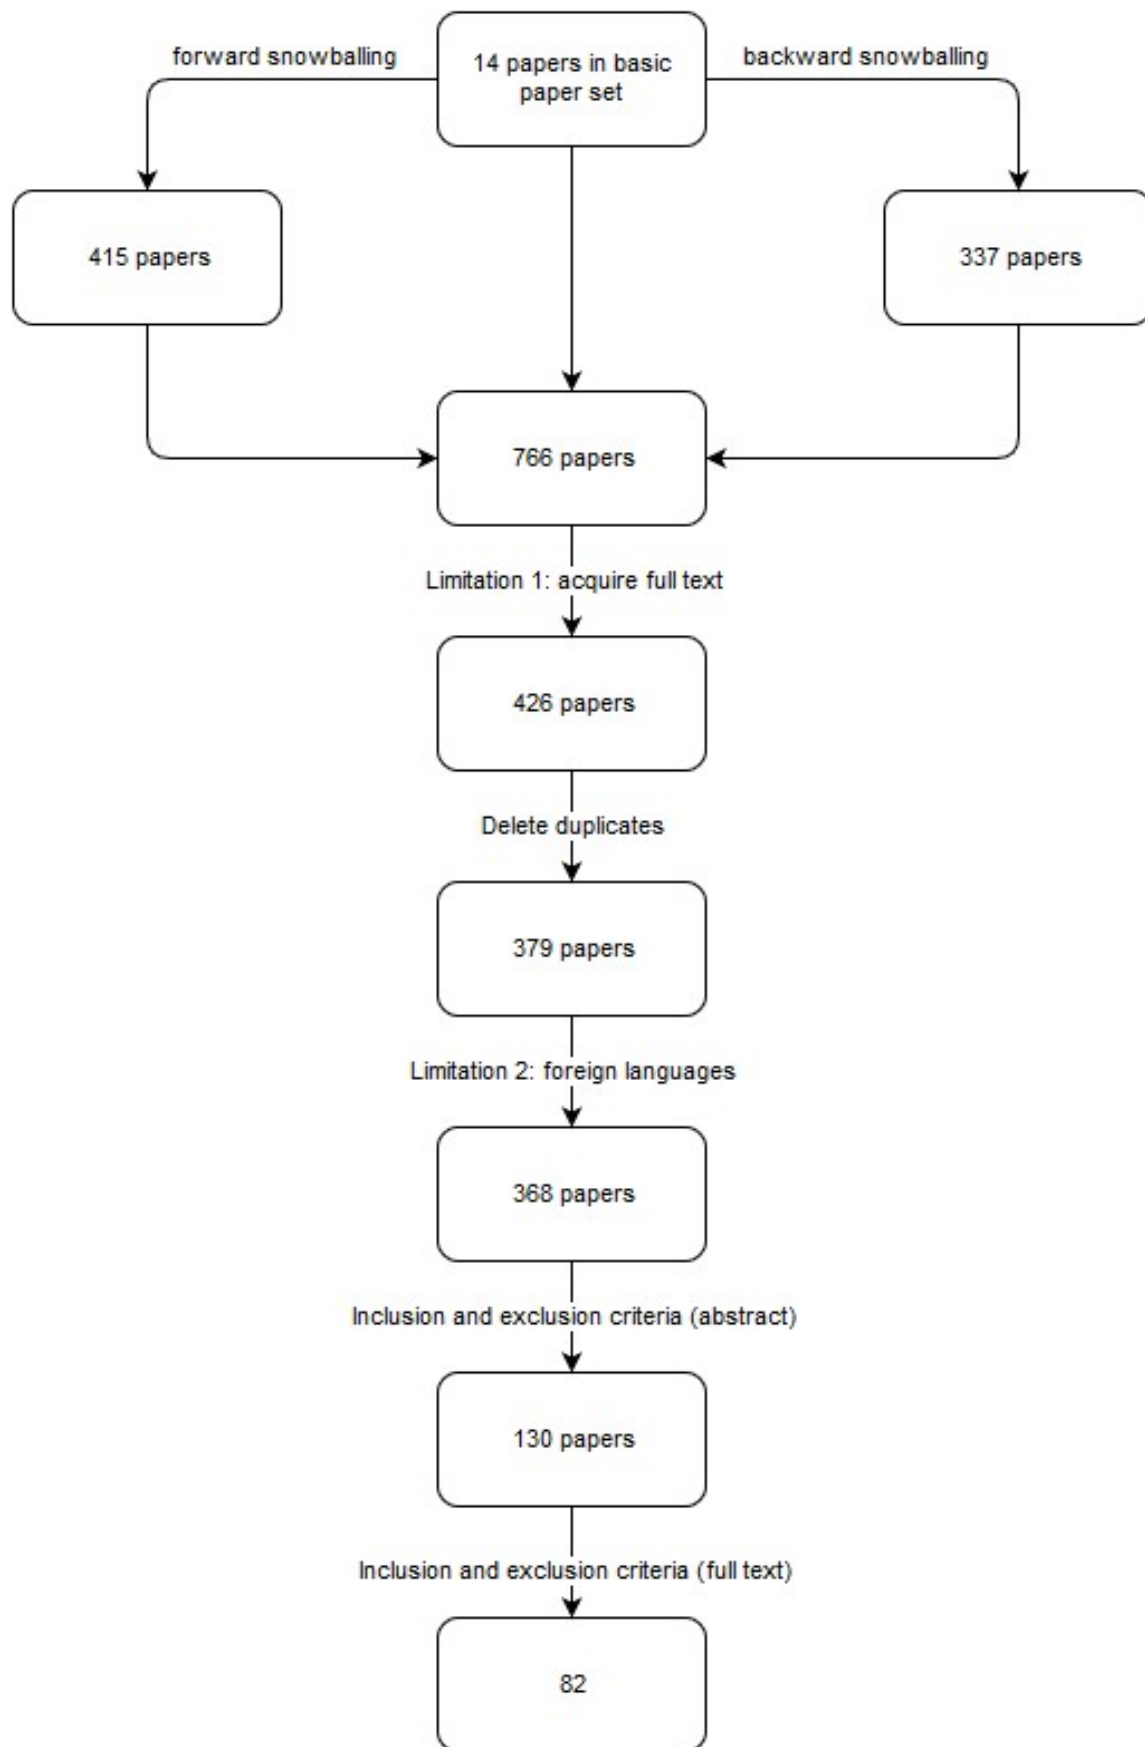 forward snowballing
14 papers in basic
paper set
backward snowballing
415 papers
337 papers
766 papers
Limitation 1: acquire full text
426 papers
Delete duplicates
379 papers
Limitation 2: foreign languages
368 papers
Inclusion and exclusion criteria (abstract)
130 papers
Inclusion and exclusion criteria (full text)
82